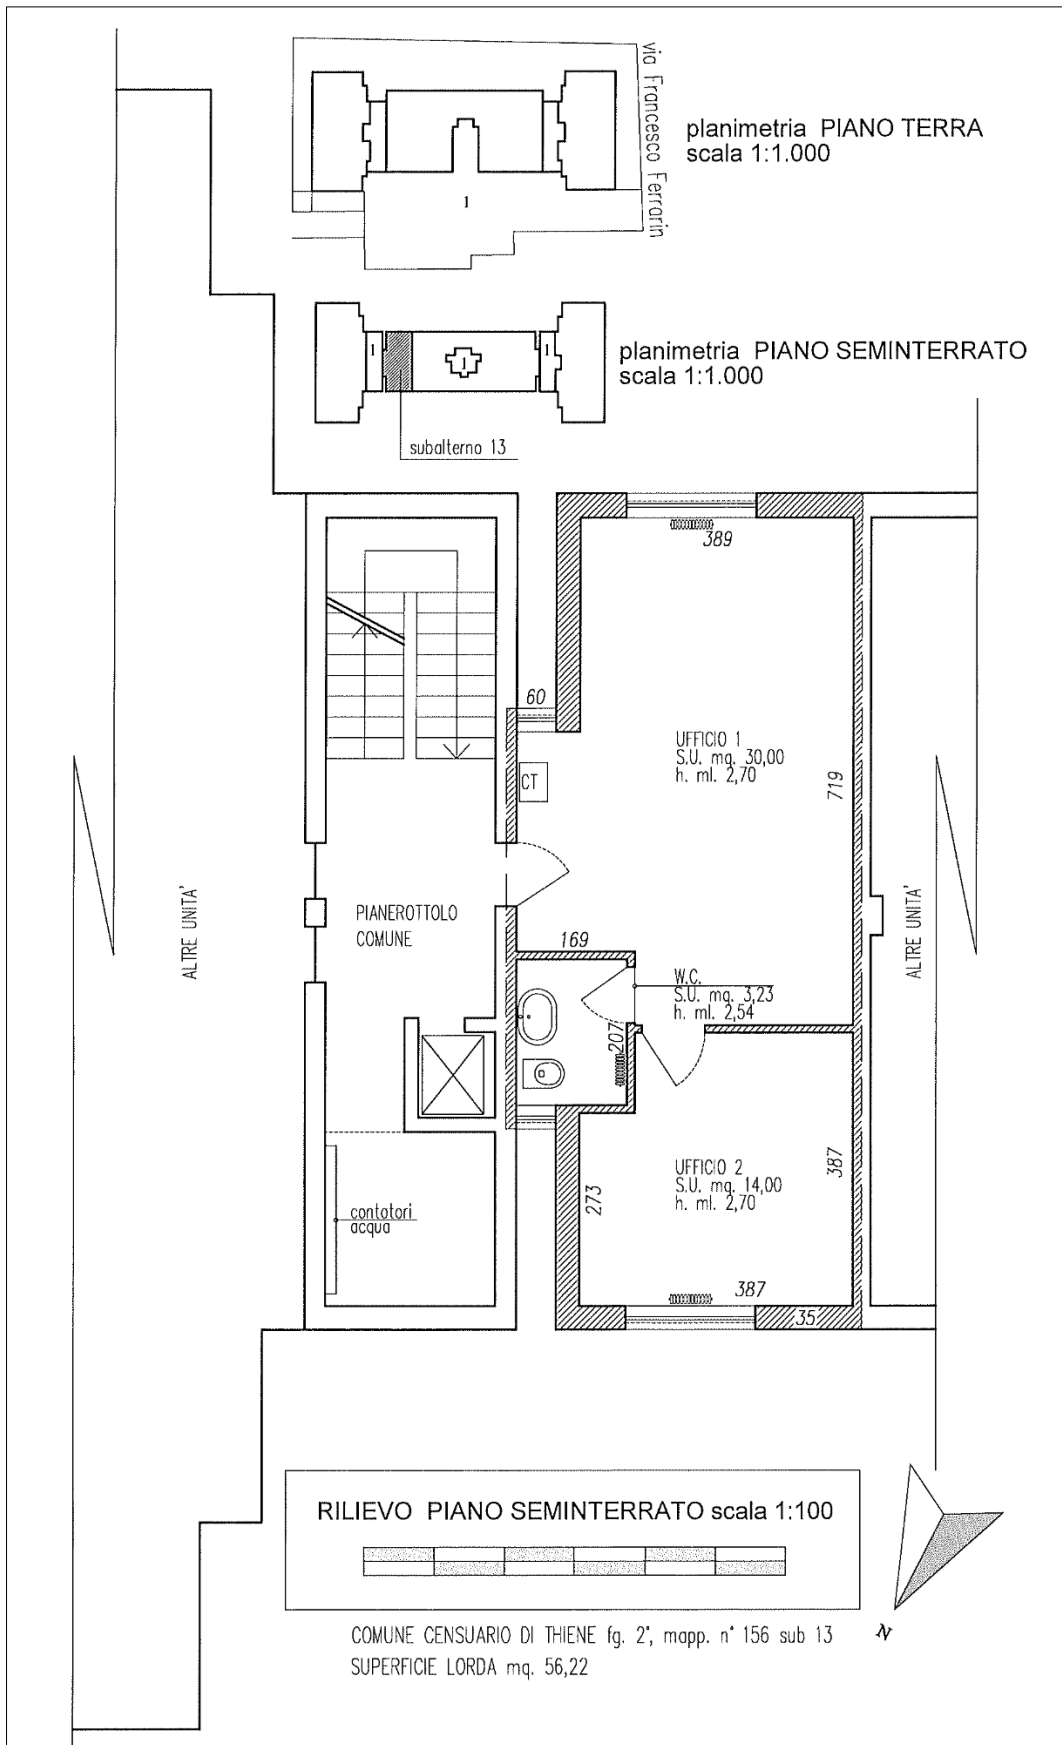 via Francesco Ferrarin
planimetria PIANO TERRA
scala 1:1.000
1
planimetria PIANO SEMINTERRATO
scala 1:1.000
1
1
1
subalterno 13
389
60
UFFICIO 1
S.U. mq. 30,00
h. ml. 2,70
719
CT
ALTRE UNITA'
PIANEROTTOLO
COMUNE
ALTRE UNITA'
169
W.C.
S.U. mq. 3,23
h. ml. 2,54
207
UFFICIO 2
S.U. mq. 14,00
h. ml. 2,70
387
273
contatori
acqua
387
35
RILIEVO PIANO SEMINTERRATO scala 1:100
N
COMUNE CENSUARIO DI THIENE fg. 2°, mapp. n° 156 sub 13
SUPERFICIE LORDA mq. 56,22